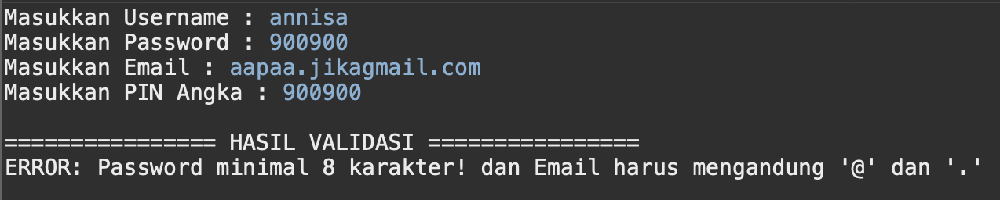 Masukkan Username : annisa
Masukkan Password : 900900
Masukkan Email : aapaa.jikagmail.com
Masukkan PIN Angka : 900900
================ HASIL VALIDASI ================
ERROR: Password minimal 8 karakter! dan Email harus mengandung '@' dan '.'